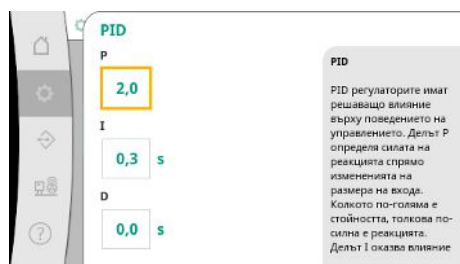 PID
P
2,0
I
0,3 s
D
0,0 s
PID
PID регулаторите имат
решаващо влияние
върху поведението на
управлението. Делът P
определя силата на
реакцията спрямо
измененията на
размера на входа.
Колкото по-голяма е
стойността, толкова по-
силна е реакцията.
Делът I оказва влияние